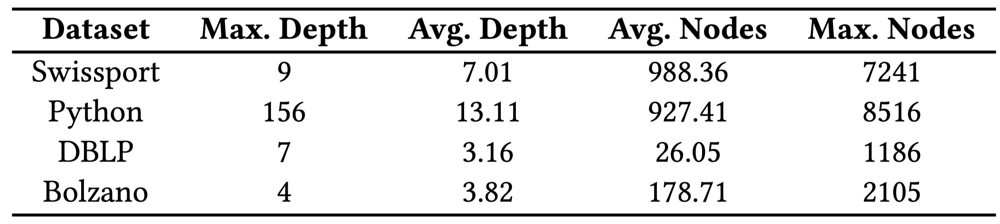 Dataset Max. Depth Avg. Depth Avg. Nodes Max. Nodes
Swissport 9 7.01 988.36 7241
Python 156 13.11 927.41 8516
DBLP 7 3.16 26.05 1186
Bolzano 4 3.82 178.71 2105